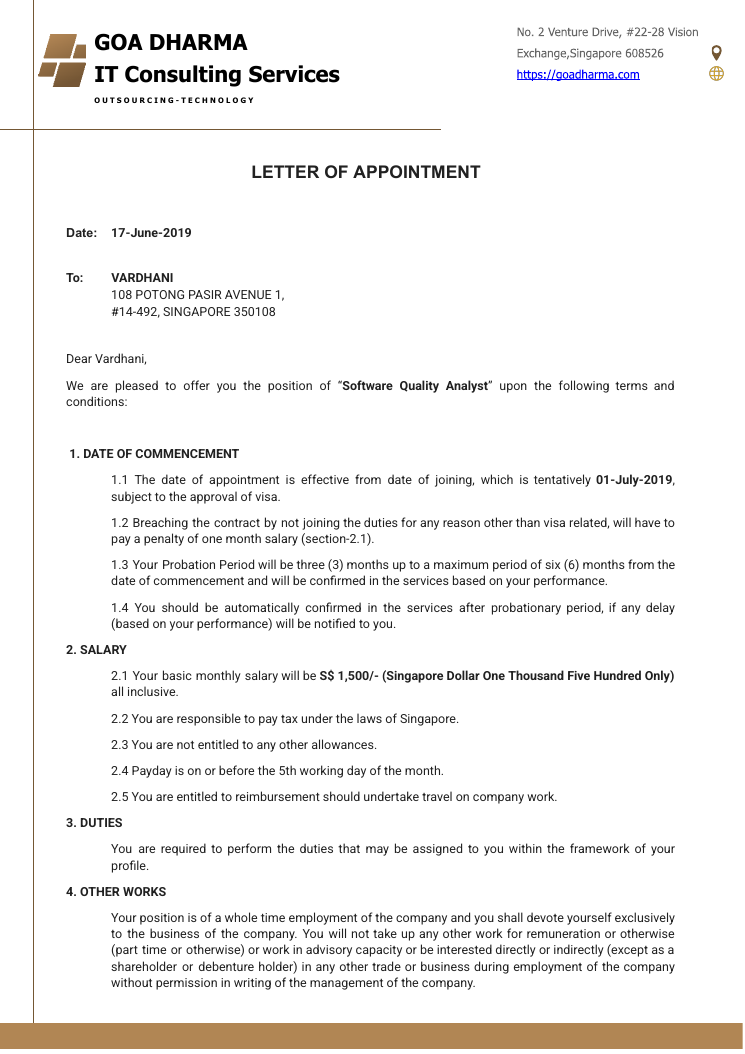 GOA DHARMA
IT Consulting Services
OUTSOURCING-TECHNOLOGY
No. 2 Venture Drive, #22-28 Vision
Exchange,Singapore 608526
https://goadharma.com
LETTER OF APPOINTMENT
Date: 17-June-2019
To: VARDHANI
108 POTONG PASIR AVENUE 1,
#14-492, SINGAPORE 350108
Dear Vardhani,
We are pleased to offer you the position of “Software Quality Analyst” upon the following terms and
conditions:
1. DATE OF COMMENCEMENT
1.1 The date of appointment is effective from date of joining, which is tentatively 01-July-2019,
subject to the approval of visa.
1.2 Breaching the contract by not joining the duties for any reason other than visa related, will have to
pay a penalty of one month salary (section-2.1).
1.3 Your Probation Period will be three (3) months up to a maximum period of six (6) months from the
date of commencement and will be confirmed in the services based on your performance.
1.4 You should be automatically confirmed in the services after probationary period, if any delay
(based on your performance) will be notified to you.
2. SALARY
2.1 Your basic monthly salary will be S$ 1,500/- (Singapore Dollar One Thousand Five Hundred Only)
all inclusive.
2.2 You are responsible to pay tax under the laws of Singapore.
2.3 You are not entitled to any other allowances.
2.4 Payday is on or before the 5th working day of the month.
2.5 You are entitled to reimbursement should undertake travel on company work.
3. DUTIES
You are required to perform the duties that may be assigned to you within the framework of your
profile.
4. OTHER WORKS
Your position is of a whole time employment of the company and you shall devote yourself exclusively
to the business of the company. You will not take up any other work for remuneration or otherwise
(part time or otherwise) or work in advisory capacity or be interested directly or indirectly (except as a
shareholder or debenture holder) in any other trade or business during employment of the company
without permission in writing of the management of the company.